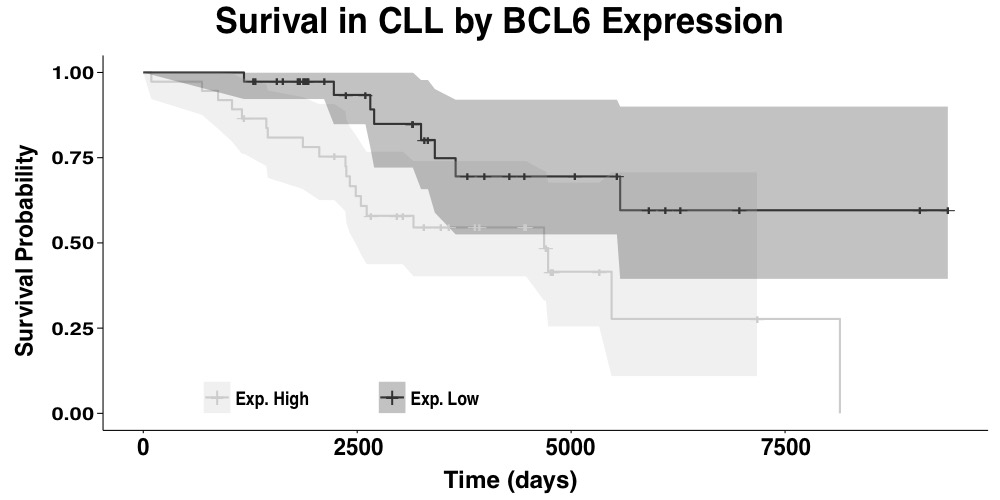 Surival in CLL by BCL6 Expression
Survival Probability
1.00
0.75
0.50
0.25
0.00
Exp. High
Exp. Low
0 2500 5000 7500
Time (days)